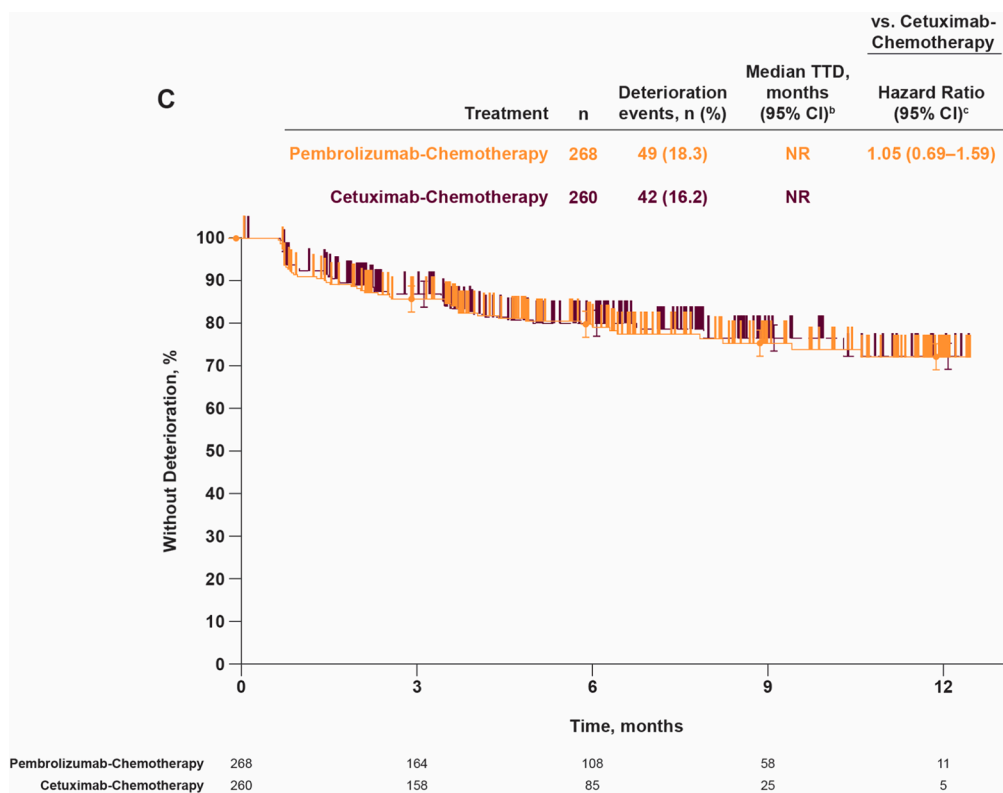 vs. Cetuximab-
Chemotherapy
C
Treatment n Deterioration events, n (%) Median TTD, months (95% CI)b Hazard Ratio (95% CI)c
Pembrolizumab-Chemotherapy 268 49 (18.3) NR 1.05 (0.69–1.59)
Cetuximab-Chemotherapy 260 42 (16.2) NR
Without Deterioration, %
100
90
80
70
60
50
40
30
20
10
0
0 3 6 9 12
Time, months
Pembrolizumab-Chemotherapy 268 164 108 58 11
Cetuximab-Chemotherapy 260 158 85 25 5